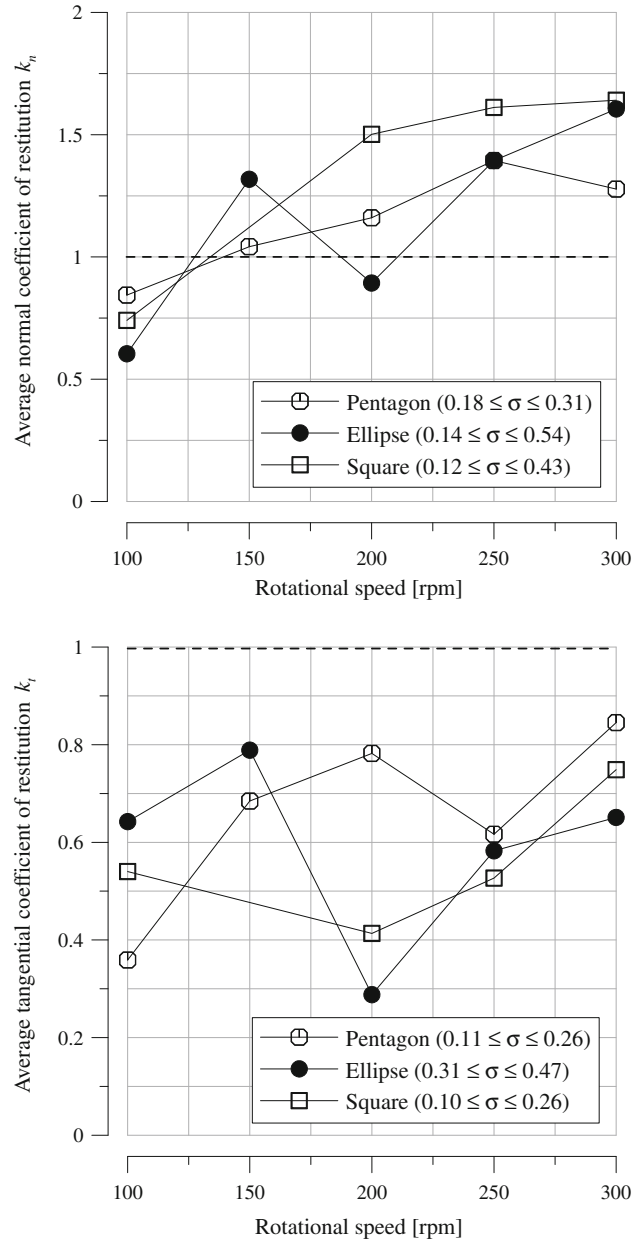 2
1.5
1
0.5
0
Average normal coefficient of restitution kn
Pentagon (0.18 ≤ σ ≤ 0.31)
Ellipse (0.14 ≤ σ ≤ 0.54)
Square (0.12 ≤ σ ≤ 0.43)
100 150 200 250 300
Rotational speed [rpm]
1
0.8
0.6
0.4
0.2
0
Average tangential coefficient of restitution kt
Pentagon (0.11 ≤ σ ≤ 0.26)
Ellipse (0.31 ≤ σ ≤ 0.47)
Square (0.10 ≤ σ ≤ 0.26)
100 150 200 250 300
Rotational speed [rpm]